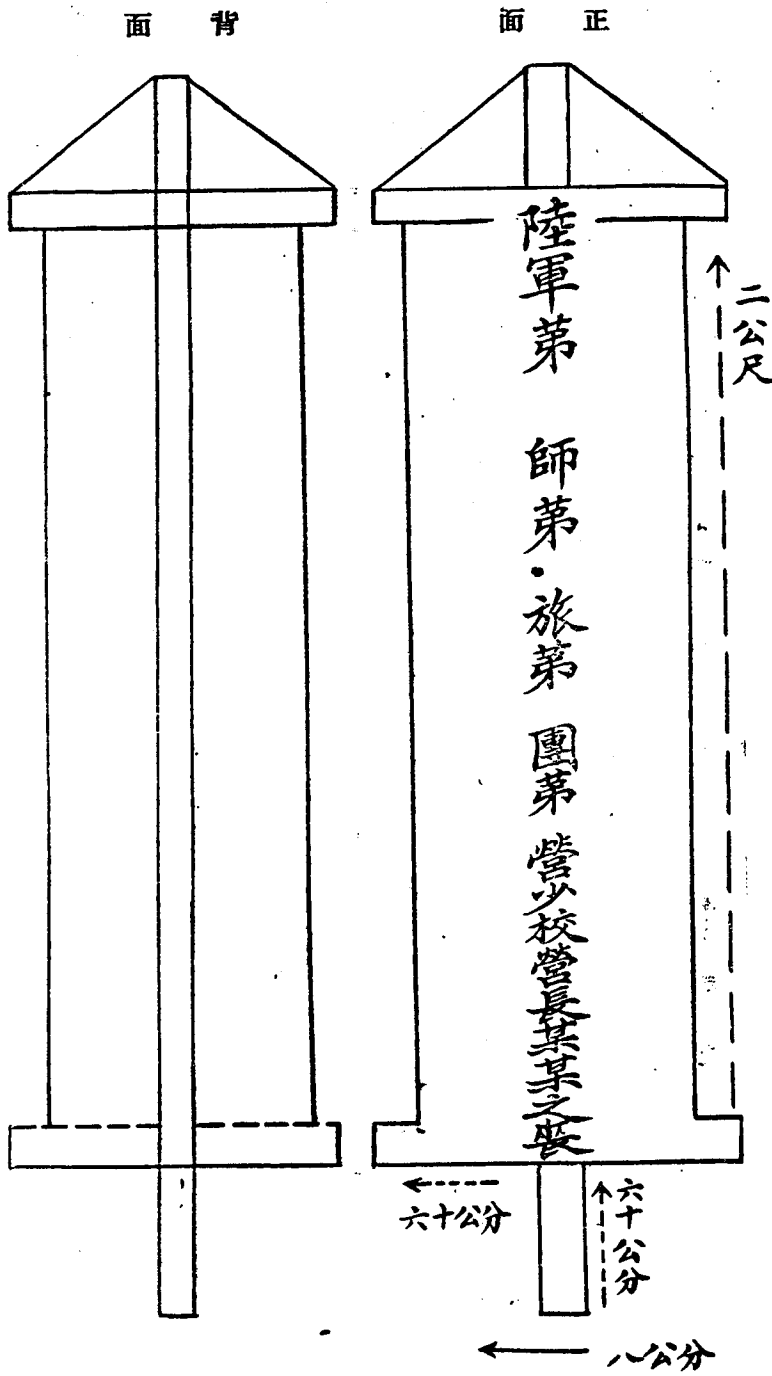 正面
陸軍第 師第 旅第 團第 營少校營長某某之喪
二公尺
六十公分
六十公分
八公分
背面